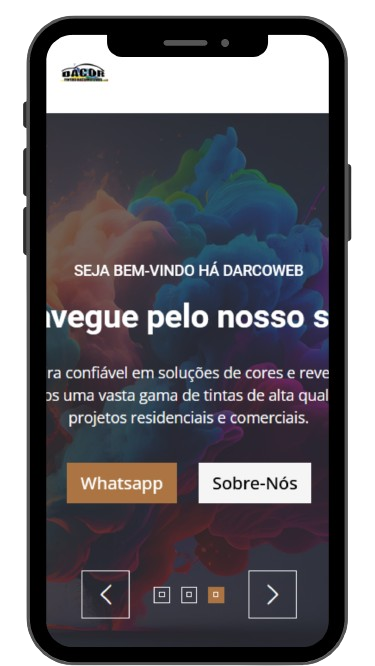 DACOR
SEJA BEM-VINDO HÁ DARCOWEB
avegue pelo nosso s
ra confiável em soluções de cores e reve
os uma vasta gama de tintas de alta qual
projetos residenciais e comerciais.
Whatsapp
Sobre-Nós